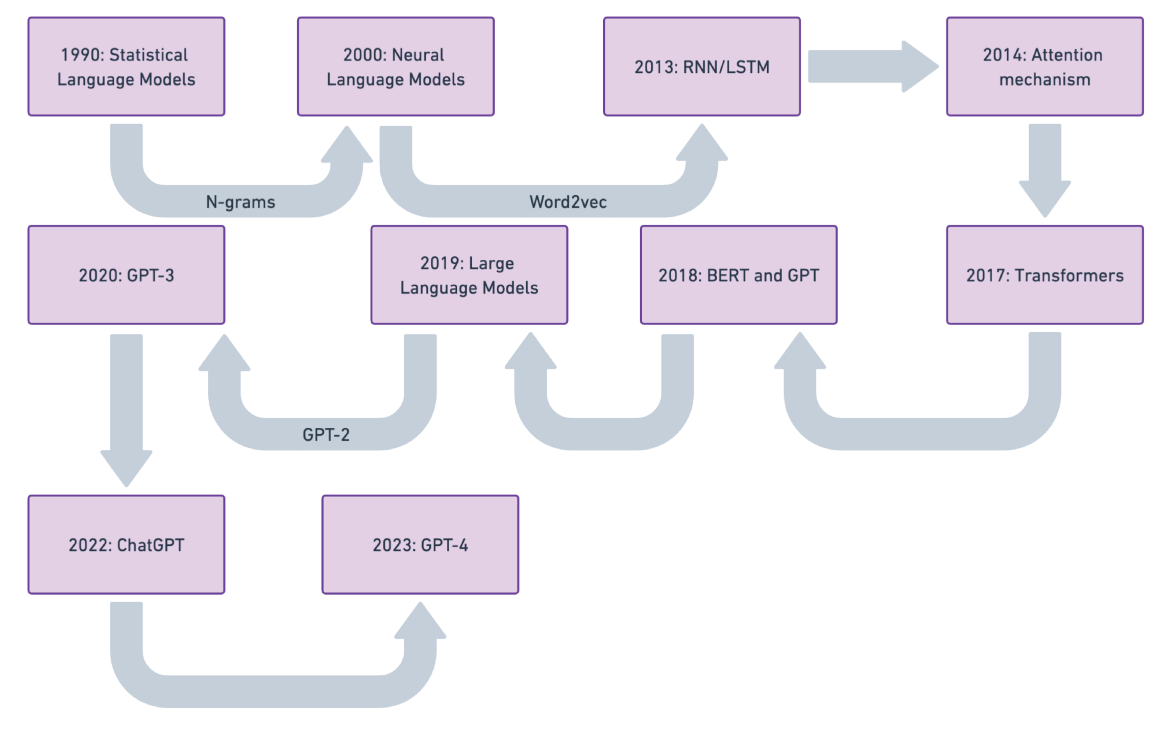 1990: Statistical
Language Models
2000: Neural
Language Models
2013: RNN/LSTM
2014: Attention
mechanism
N-grams
Word2vec
2020: GPT-3
2019: Large
Language Models
2018: BERT and GPT
2017: Transformers
GPT-2
2022: ChatGPT
2023: GPT-4